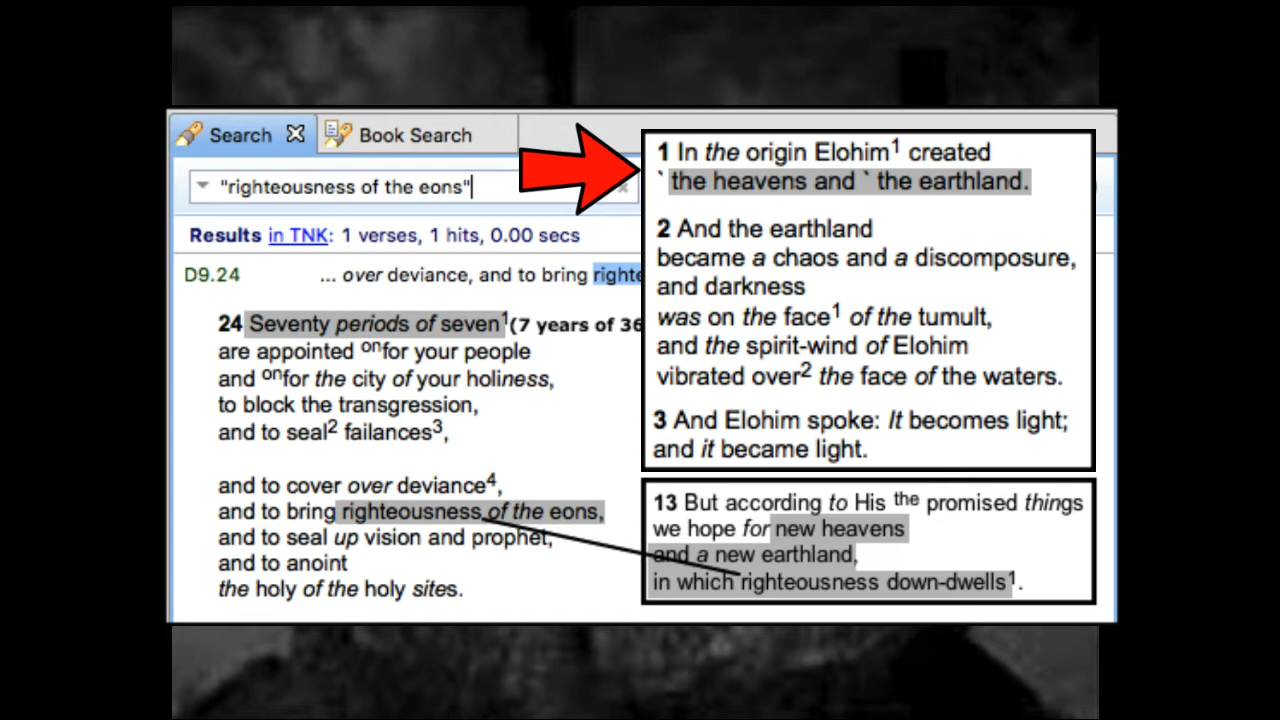 Search
Book Search
"righteousness of the eons"
Results in TNK: 1 verses, 1 hits, 0.00 secs
D9.24 ... over deviance, and to bring righte
24 Seventy periods of seven1(7 years of 36
are appointed onfor your people
and onfor the city of your holiness,
to block the transgression,
and to seal2 failances3,
and to cover over deviance4,
and to bring righteousness of the eons,
and to seal up vision and prophet,
and to anoint
the holy of the holy sites.
1 In the origin Elohim1 created
` the heavens and ` the earthland.
2 And the earthland
became a chaos and a discomposure,
and darkness
was on the face1 of the tumult,
and the spirit-wind of Elohim
vibrated over2 the face of the waters.
3 And Elohim spoke: It becomes light;
and it became light.
13 But according to His the promised things
we hope for new heavens
and a new earthland,
in which righteousness down-dwells1.